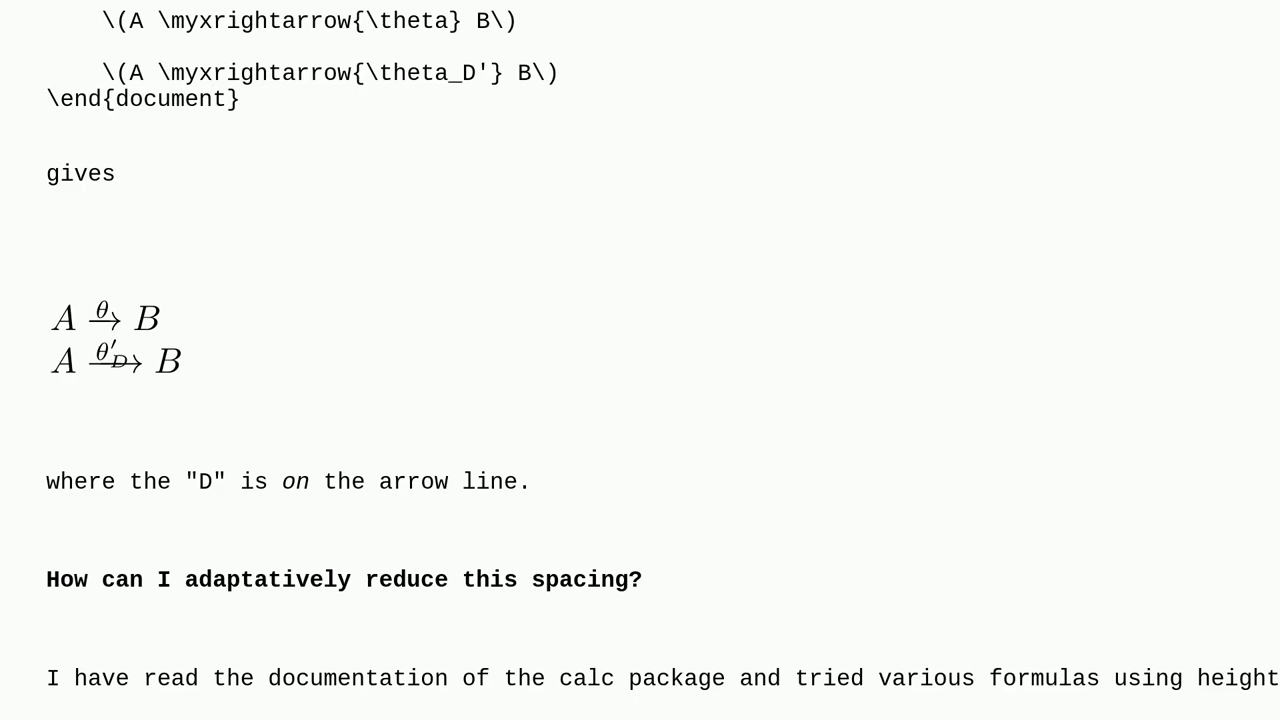 \(A \myxrightarrow{\theta} B\)
\(A \myxrightarrow{\theta_D'} B\)
\end{document}
gives
A θ→ B
A θ′D→ B
where the "D" is on the arrow line.
How can I adaptatively reduce this spacing?
I have read the documentation of the calc package and tried various formulas using height